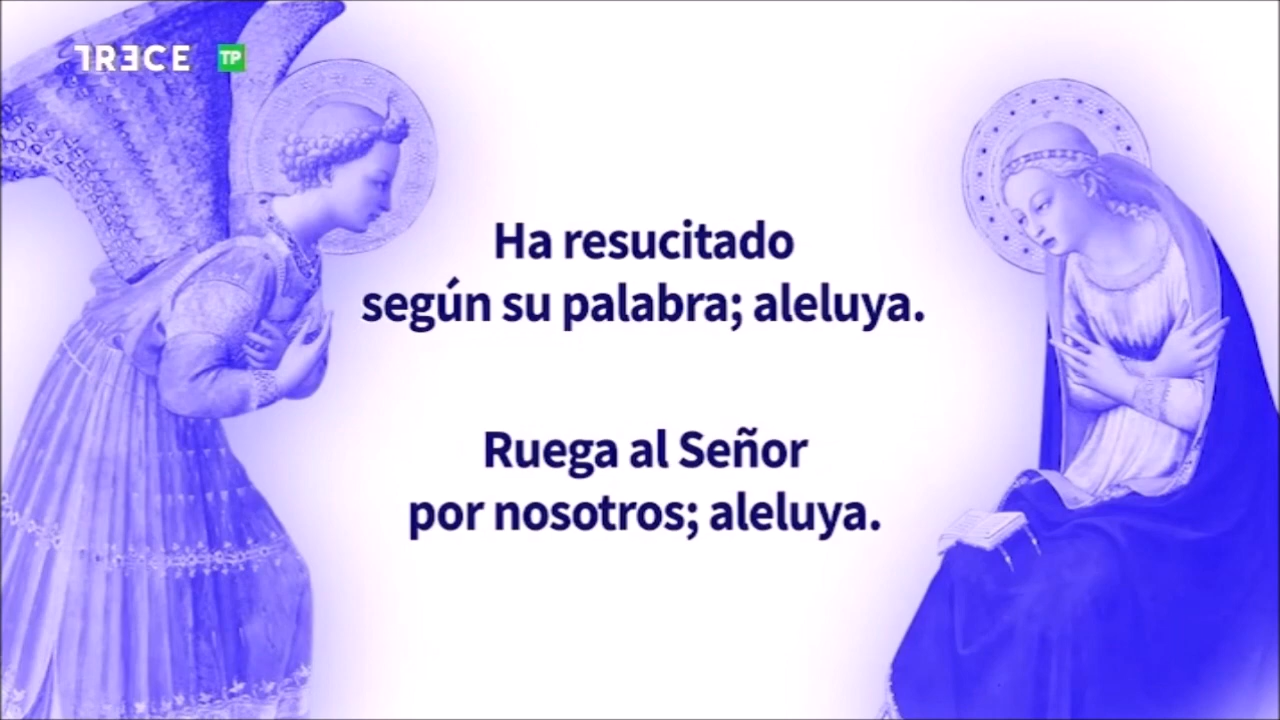 TRECE TP
Ha resucitado
según su palabra; aleluya.
Ruega al Señor
por nosotros; aleluya.